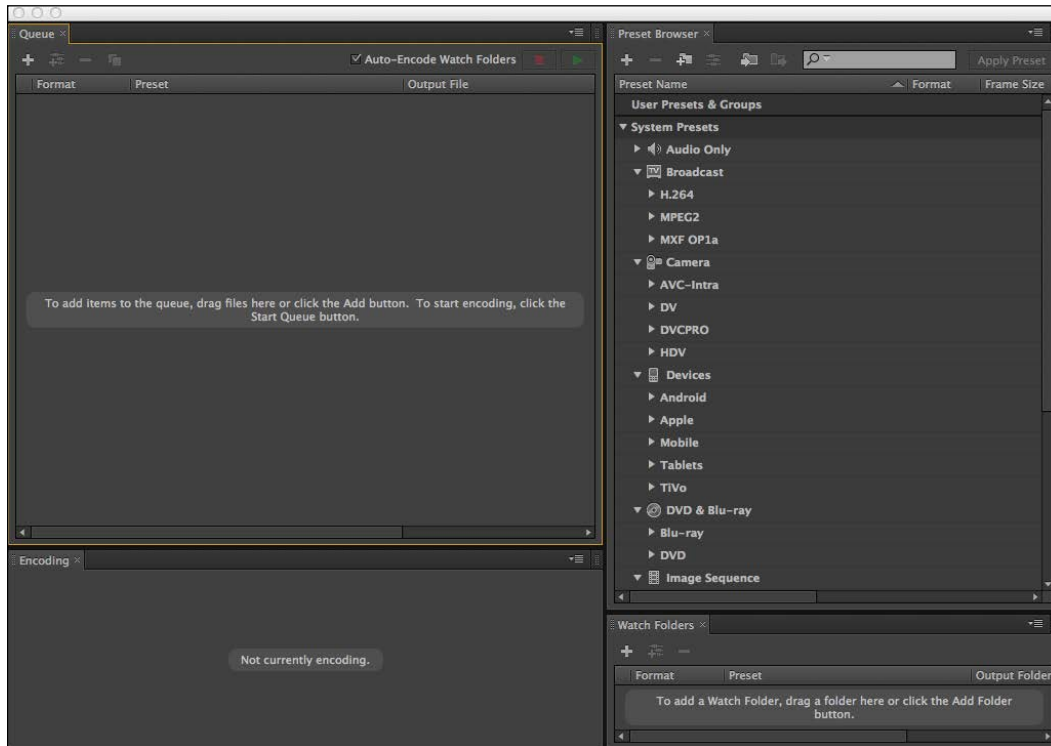 Queue
Auto-Encode Watch Folders
Format Preset Output File
To add items to the queue, drag files here or click the Add button. To start encoding, click the
Start Queue button.
Encoding
Not currently encoding.
Preset Browser
Apply Preset
Preset Name Format Frame Size
User Presets & Groups
System Presets
Audio Only
TV Broadcast
H.264
MPEG2
MXF OP1a
Camera
AVC-Intra
DV
DVCPRO
HDV
Devices
Android
Apple
Mobile
Tablets
TiVo
DVD & Blu-ray
Blu-ray
DVD
Image Sequence
Watch Folders
Format Preset Output Folder
To add a Watch Folder, drag a folder here or click the Add Folder
button.